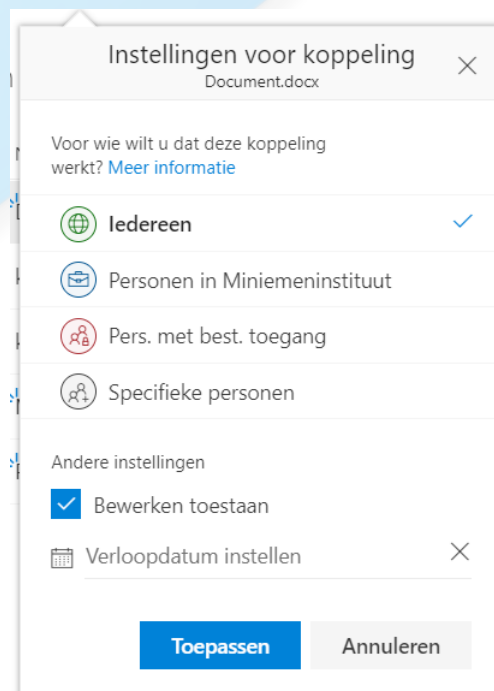 Instellingen voor koppeling
Document.docx
Voor wie wilt u dat deze koppeling
werkt? Meer informatie
Iedereen
Personen in Miniemeninstituut
Pers. met best. toegang
Specifieke personen
Andere instellingen
Bewerken toestaan
Verloopdatum instellen
Toepassen
Annuleren